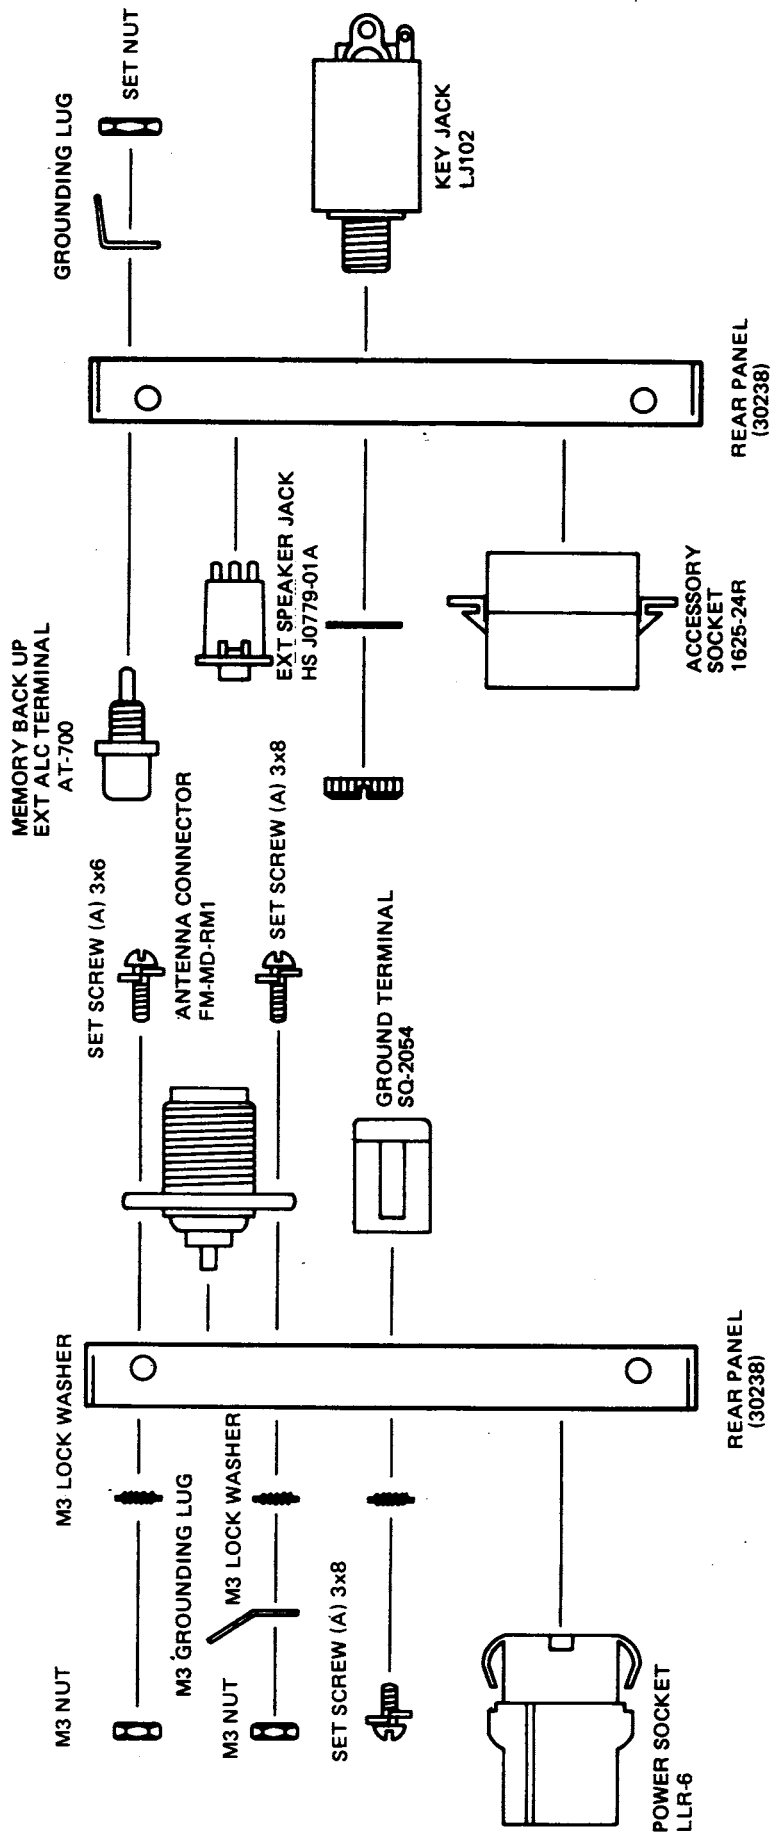 SET NUT
GROUNDING LUG
KEY JACK
LJ102
REAR PANEL
(30238)
MEMORY BACK UP
EXT ALC TERMINAL
AT-700
EXT SPEAKER JACK
HS J0779-01A
ACCESSORY
SOCKET
1625-24R
SET SCREW (A) 3x6
ANTENNA CONNECTOR
FM-MD-RM1
SET SCREW (A) 3x8
GROUND TERMINAL
SQ-2054
M3 LOCK WASHER
REAR PANEL
(30238)
M3 NUT
M3 GROUNDING LUG
M3 LOCK WASHER
M3 NUT
SET SCREW (A) 3x8
POWER SOCKET
LLR-6